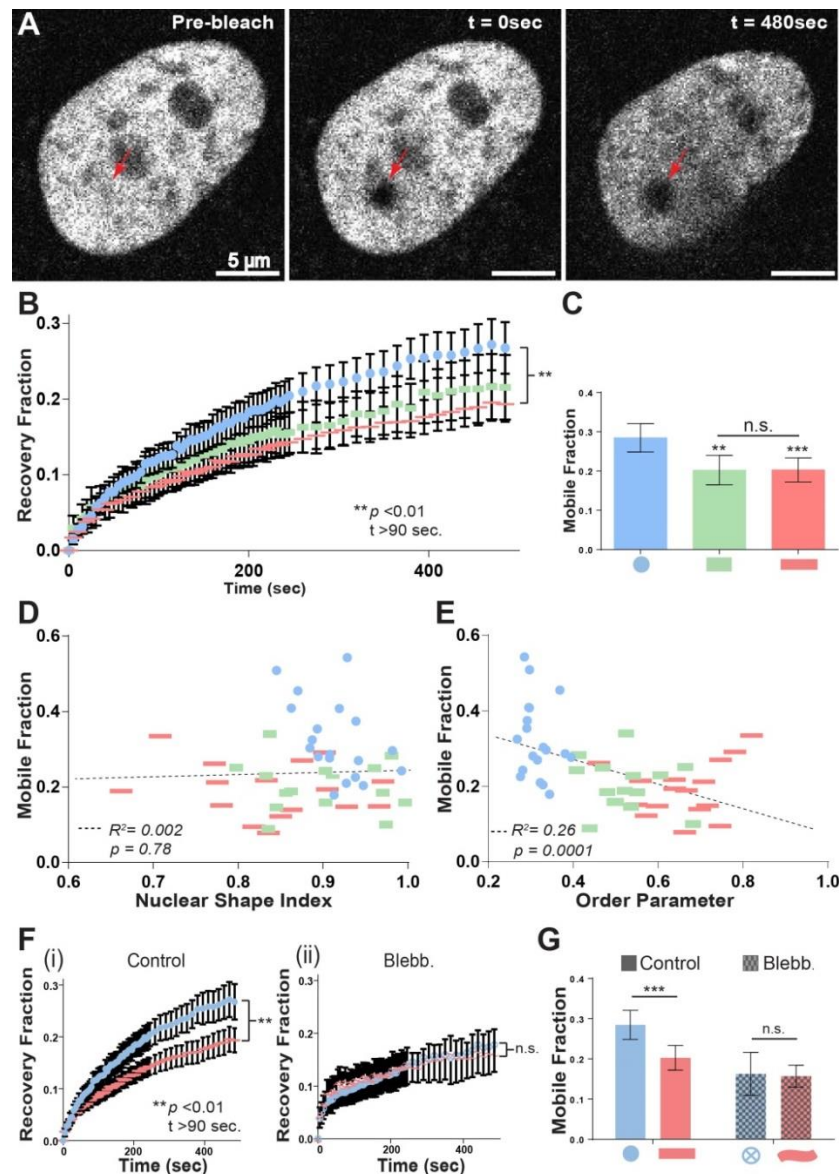 A
Pre-bleach
t = 0sec
t = 480sec
5 µm
B
0.3
0.2
0.1
0.0
Recovery Fraction
0
200
400
Time (sec)
**
**p <0.01
t >90 sec.
C
0.4
0.3
0.2
0.1
0.0
Mobile Fraction
n.s.
**
***
D
0.6
0.4
0.2
0.0
Mobile Fraction
R²= 0.002
p = 0.78
0.6
0.7
0.8
0.9
1.0
Nuclear Shape Index
E
0.6
0.4
0.2
0.0
Mobile Fraction
R²= 0.26
p = 0.0001
0.2
0.4
0.6
0.8
1.0
Order Parameter
F
(i)
Control
0.3
0.2
0.1
0.0
Recovery Fraction
**
**p <0.01
t >90 sec.
0
200
400
Time (sec)
(ii)
Blebb.
0.3
0.2
0.1
0.0
Recovery Fraction
n.s.
0
200
400
Time (sec)
G
Control
Blebb.
0.4
0.3
0.2
0.1
0.0
Mobile Fraction
***
n.s.